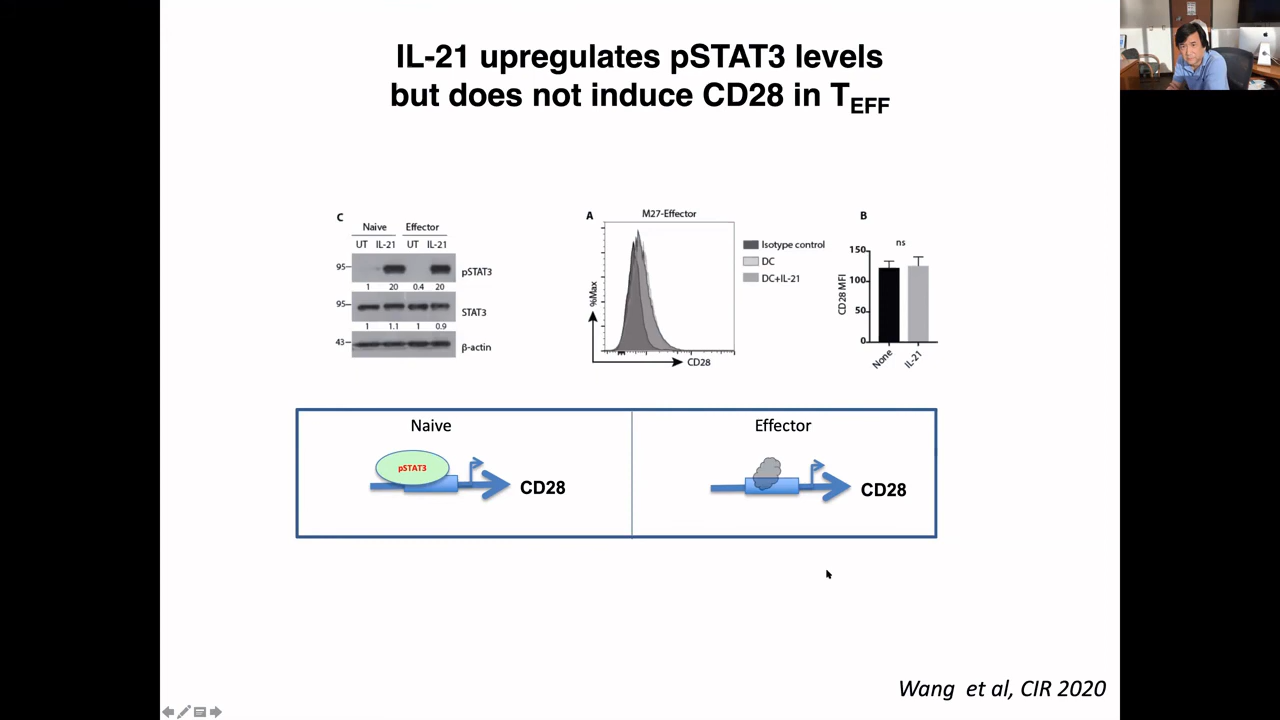 IL-21 upregulates pSTAT3 levels
but does not induce CD28 in TEFF
C
Naive Effector
UT IL-21 UT IL-21
95
pSTAT3
1 20 0.4 20
95
STAT3
1 1.1 1 0.9
43
β-actin
A
M27-Effector
%Max
CD28
Isotype control
DC
DC+IL-21
B
ns
CD28 MFI
150
100
50
0
None
IL-21
Naive
pSTAT3
CD28
Effector
CD28
Wang et al, CIR 2020